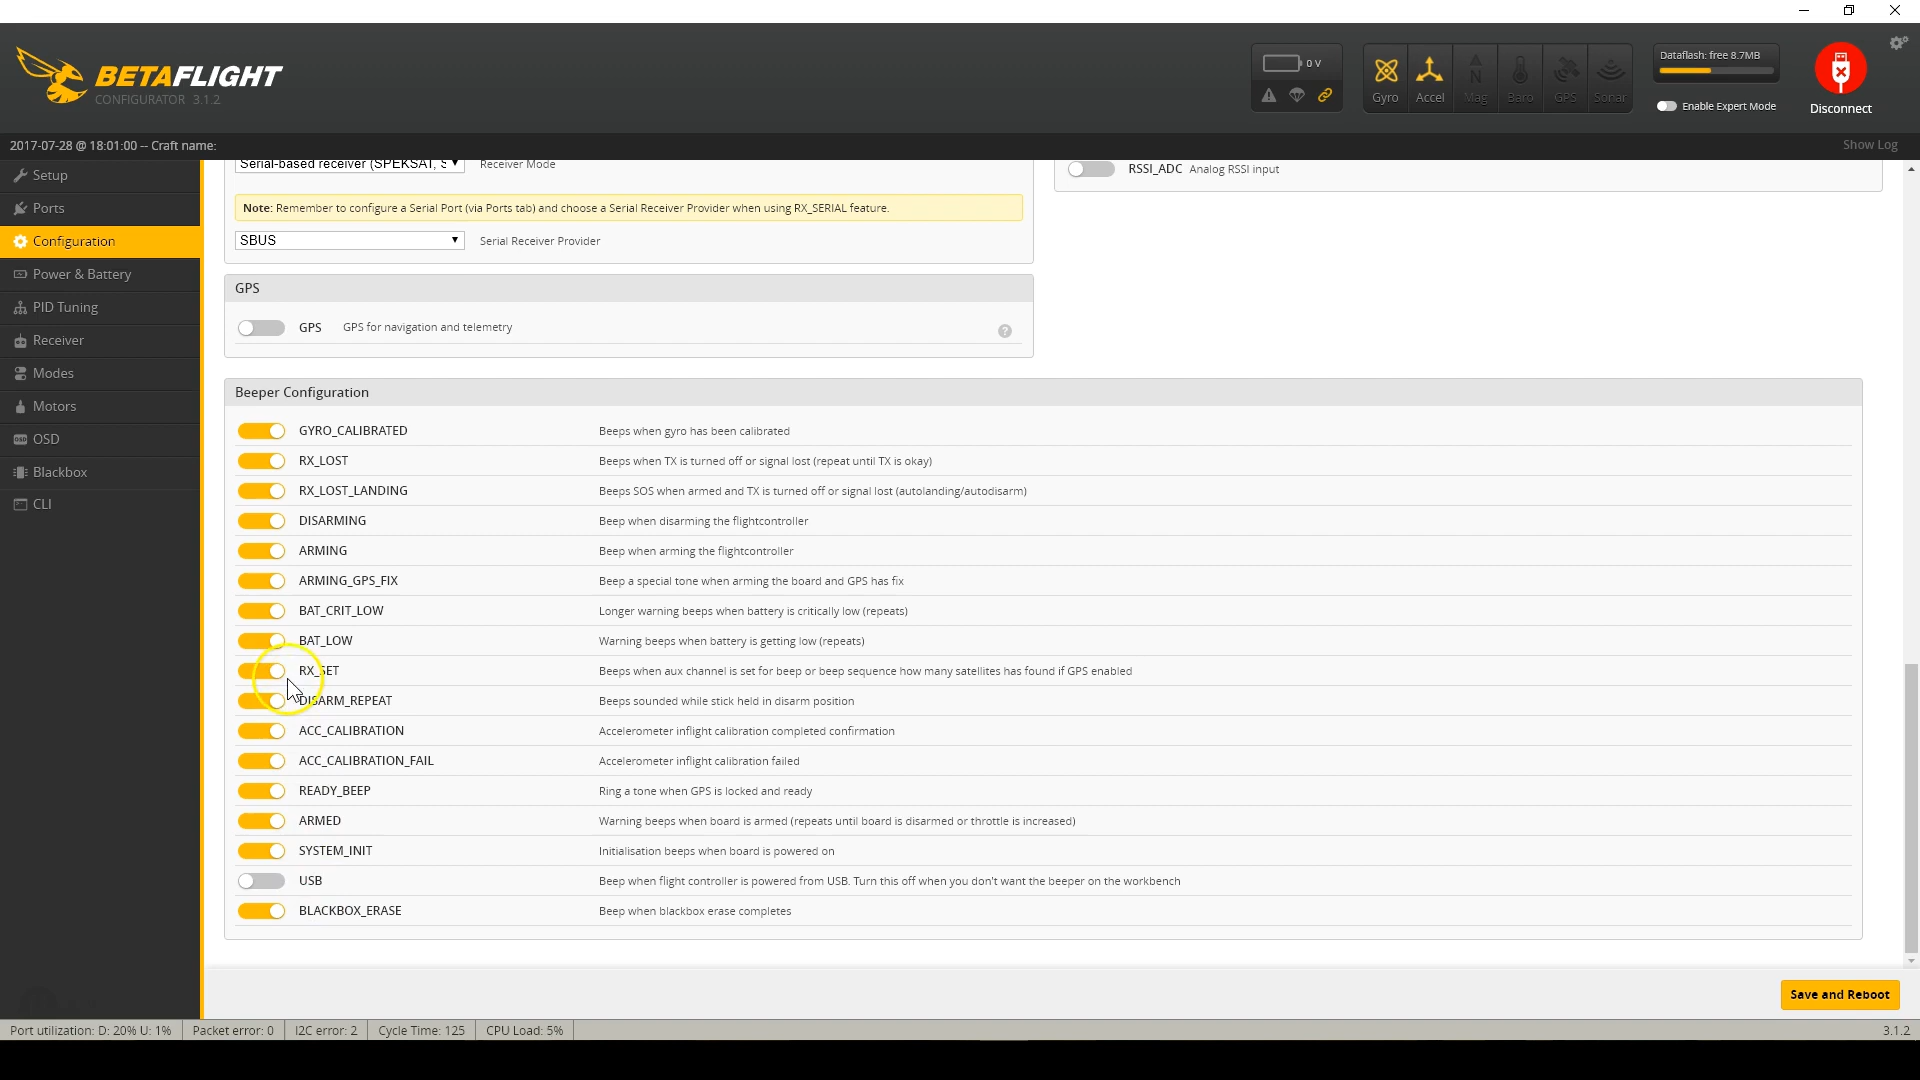 BETAFLIGHT
CONFIGURATOR 3.1.2
0 V
Gyro
Accel
Mag
Baro
GPS
Sonar
Dataflash: free 8.7MB
Enable Expert Mode
Disconnect
2017-07-28 @ 18:01:00 -- Craft name:
Show Log
Setup
Ports
Configuration
Power & Battery
PID Tuning
Receiver
Modes
Motors
OSD
Blackbox
CLI
Serial-based receiver (SPEKSAT, S
Receiver Mode
RSSI_ADC Analog RSSI input
Note: Remember to configure a Serial Port (via Ports tab) and choose a Serial Receiver Provider when using RX_SERIAL feature.
SBUS
Serial Receiver Provider
GPS
GPS GPS for navigation and telemetry
?
Beeper Configuration
GYRO_CALIBRATED Beeps when gyro has been calibrated
RX_LOST Beeps when TX is turned off or signal lost (repeat until TX is okay)
RX_LOST_LANDING Beeps SOS when armed and TX is turned off or signal lost (autolanding/autodisarm)
DISARMING Beep when disarming the flightcontroller
ARMING Beep when arming the flightcontroller
ARMING_GPS_FIX Beep a special tone when arming the board and GPS has fix
BAT_CRIT_LOW Longer warning beeps when battery is critically low (repeats)
BAT_LOW Warning beeps when battery is getting low (repeats)
RX_SET Beeps when aux channel is set for beep or beep sequence how many satellites has found if GPS enabled
DISARM_REPEAT Beeps sounded while stick held in disarm position
ACC_CALIBRATION Accelerometer inflight calibration completed confirmation
ACC_CALIBRATION_FAIL Accelerometer inflight calibration failed
READY_BEEP Ring a tone when GPS is locked and ready
ARMED Warning beeps when board is armed (repeats until board is disarmed or throttle is increased)
SYSTEM_INIT Initialisation beeps when board is powered on
USB Beep when flight controller is powered from USB. Turn this off when you don't want the beeper on the workbench
BLACKBOX_ERASE Beep when blackbox erase completes
Save and Reboot
Port utilization: D: 20% U: 1% Packet error: 0 I2C error: 2 Cycle Time: 125 CPU Load: 5% 3.1.2